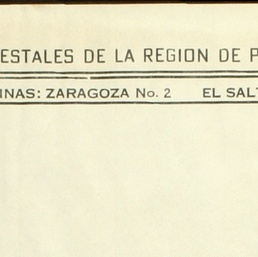 ESTALES DE LA REGION DE P
INAS: ZARAGOZA No. 2 EL SALT